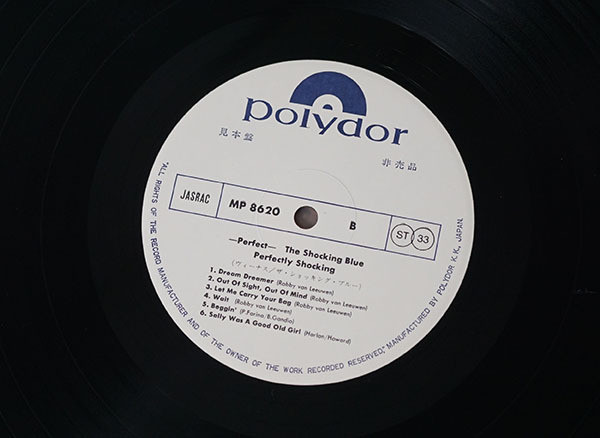 polydor
見本盤
非売品
JASRAC
MP 8620
B
ST 33
—Perfect— The Shocking Blue
Perfectly Shocking
(ヴィーナス/ザ・ショッキング・ブルー)
1. Dream Dreamer (Robby van Leeuwen)
2. Out Of Sight, Out Of Mind (Robby van Leeuwen)
3. Let Me Carry Your Bag (Robby van Leeuwen)
4. Wait (Robby van Leeuwen)
5. Beggin' (P.Farina/B.Gandio)
6. Sally Was A Good Old Girl (Harlan/Howard)
"ALL RIGHTS OF THE RECORD MANUFACTURER AND OF THE OWNER OF THE WORK RECORDED RESERVED," MANUFACTURED BY POLYDOR K.K., JAPAN.